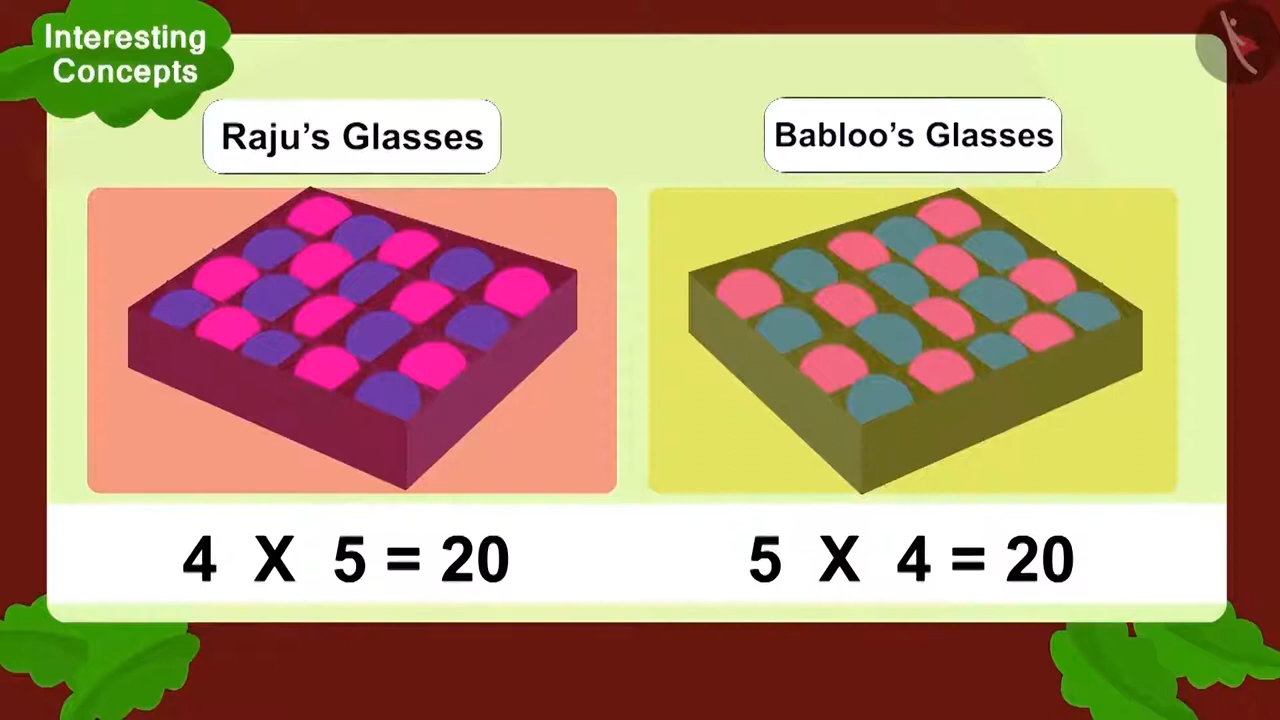 Interesting
Concepts
Raju’s Glasses
Babloo’s Glasses
4 X 5 = 20
5 X 4 = 20